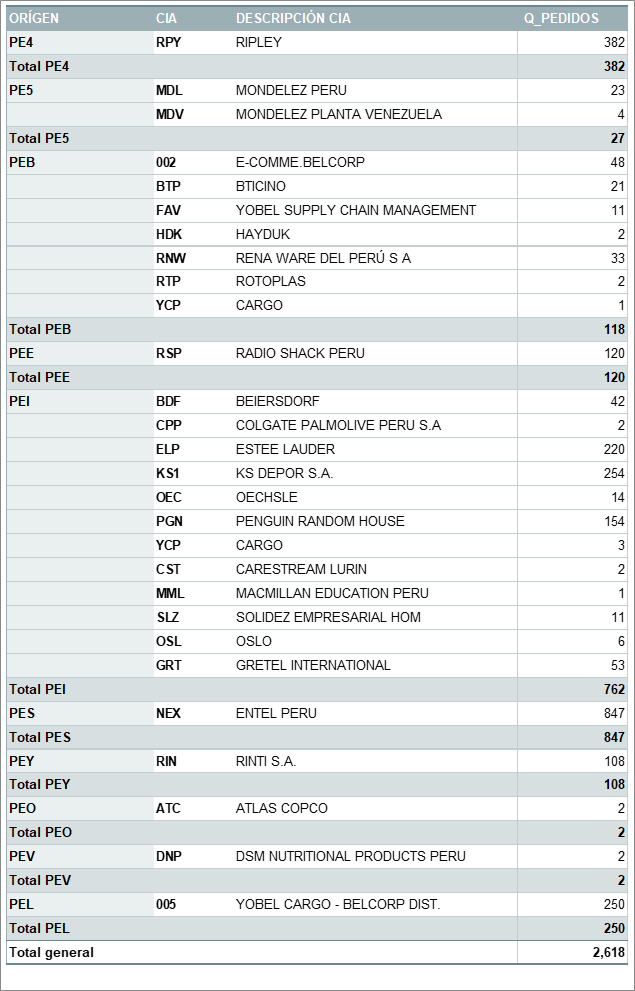 ORÍGEN CIA DESCRIPCIÓN CIA Q_PEDIDOS
PE4 RPY RIPLEY 382
Total PE4 382
PE5 MDL MONDELEZ PERU 23
MDV MONDELEZ PLANTA VENEZUELA 4
Total PE5 27
PEB 002 E-COMME.BELCORP 48
BTP BTICINO 21
FAV YOBEL SUPPLY CHAIN MANAGEMENT 11
HDK HAYDUK 2
RNW RENA WARE DEL PERÚ S A 33
RTP ROTOPLAS 2
YCP CARGO 1
Total PEB 118
PEE RSP RADIO SHACK PERU 120
Total PEE 120
PEI BDF BEIERSDORF 42
CPP COLGATE PALMOLIVE PERU S.A 2
ELP ESTEE LAUDER 220
KS1 KS DEPOR S.A. 254
OEC OECHSLE 14
PGN PENGUIN RANDOM HOUSE 154
YCP CARGO 3
CST CARESTREAM LURIN 2
MML MACMILLAN EDUCATION PERU 1
SLZ SOLIDEZ EMPRESARIAL HOM 11
OSL OSLO 6
GRT GRETEL INTERNATIONAL 53
Total PEI 762
PES NEX ENTEL PERU 847
Total PES 847
PEY RIN RINTI S.A. 108
Total PEY 108
PEO ATC ATLAS COPCO 2
Total PEO 2
PEV DNP DSM NUTRITIONAL PRODUCTS PERU 2
Total PEV 2
PEL 005 YOBEL CARGO - BELCORP DIST. 250
Total PEL 250
Total general 2,618